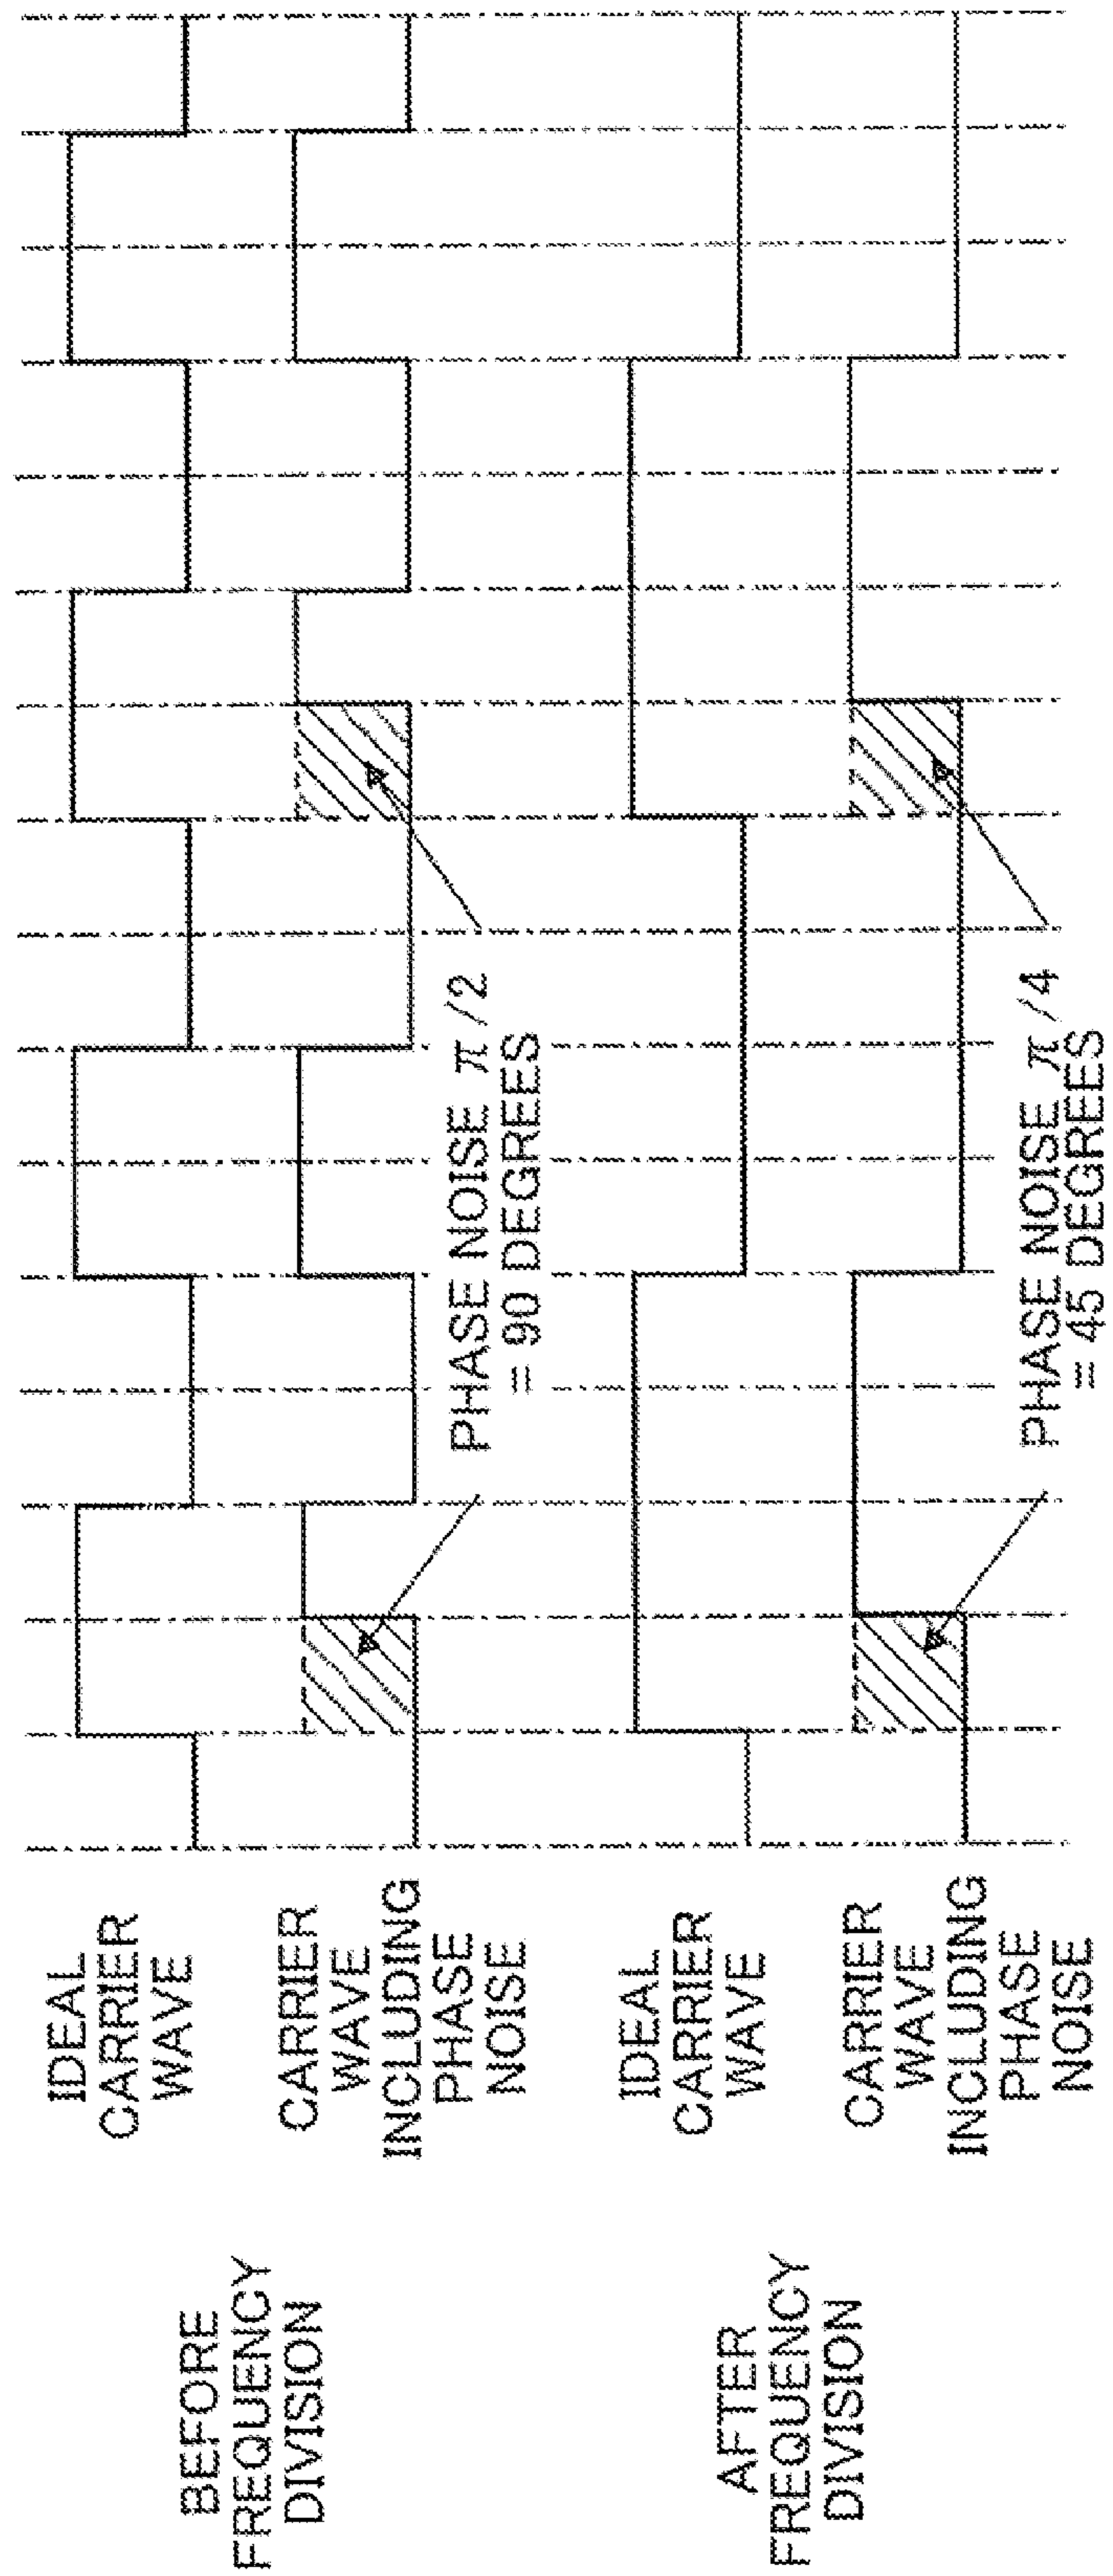 BEFORE
FREQUENCY
DIVISION
IDEAL
CARRIER
WAVE
CARRIER
WAVE
INCLUDING
PHASE
NOISE
PHASE NOISE π/2
= 90 DEGREES
AFTER
FREQUENCY
DIVISION
IDEAL
CARRIER
WAVE
CARRIER
WAVE
INCLUDING
PHASE
NOISE
PHASE NOISE π/4
= 45 DEGREES